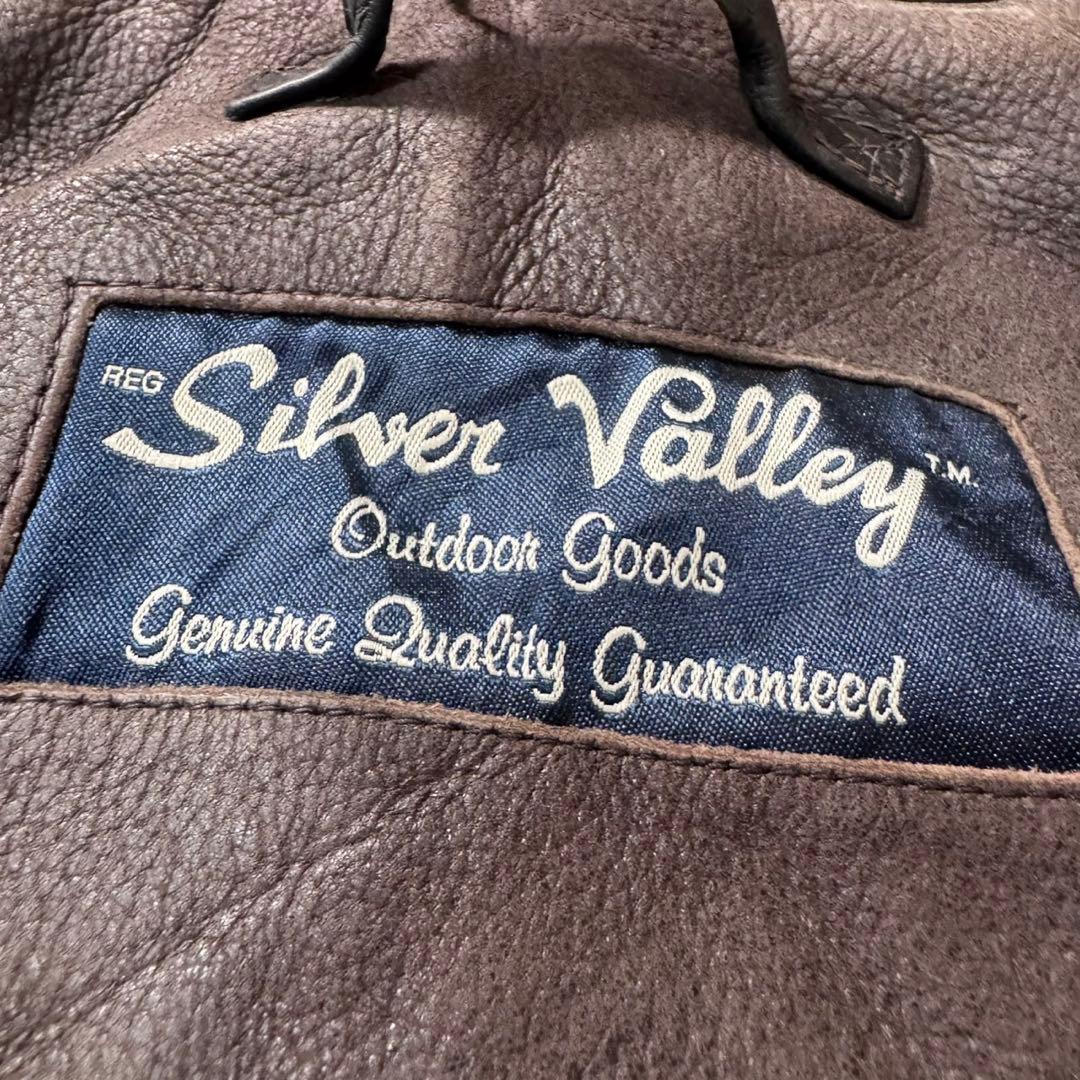 REG Silver Valley T.M.
Outdoor Goods
Genuine Quality Guaranteed